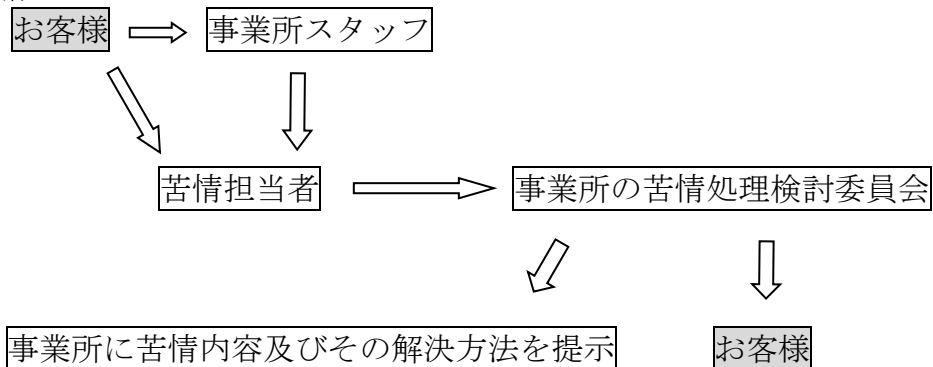 お客様 事業所スタッフ
苦情担当者 事業所の苦情処理検討委員会
事業所に苦情内容及びその解決方法を提示 お客様